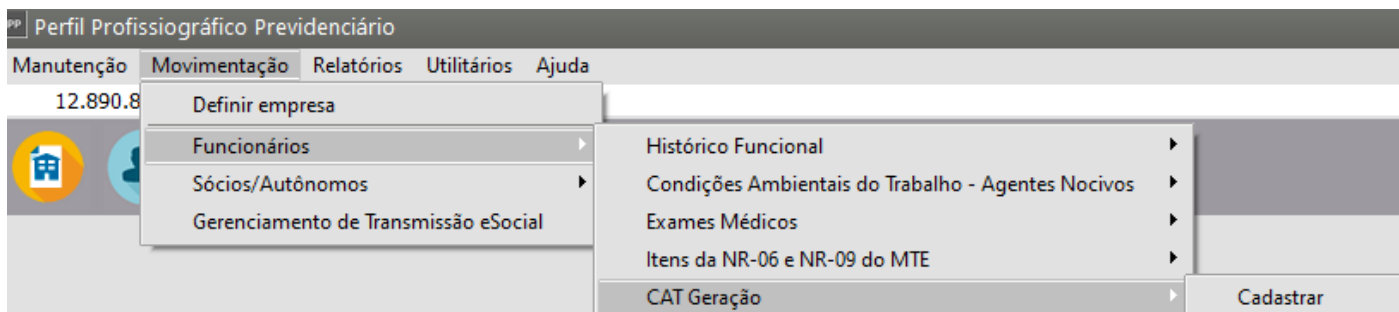 PP Perfil Profissiográfico Previdenciário
Manutenção Movimentação Relatórios Utilitários Ajuda
12.890.8
Definir empresa
Funcionários
Sócios/Autônomos
Gerenciamento de Transmissão eSocial
Histórico Funcional
Condições Ambientais do Trabalho - Agentes Nocivos
Exames Médicos
Itens da NR-06 e NR-09 do MTE
CAT Geração
Cadastrar